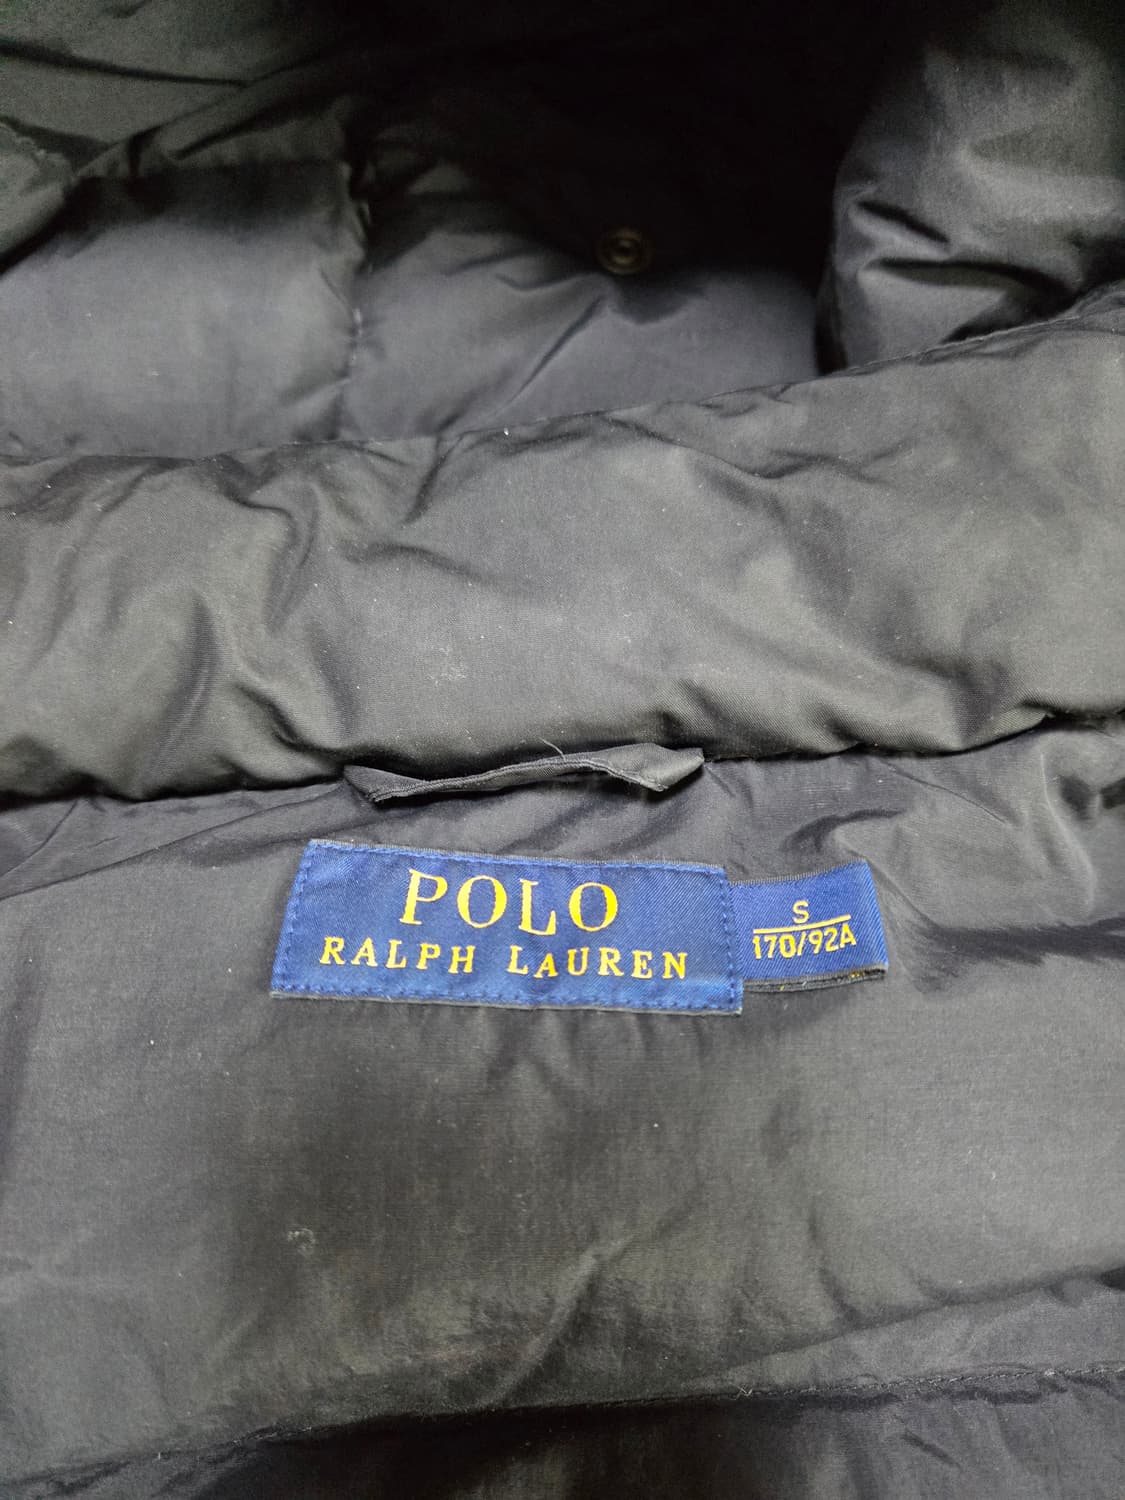 POLO
RALPH LAUREN
S
170/92A